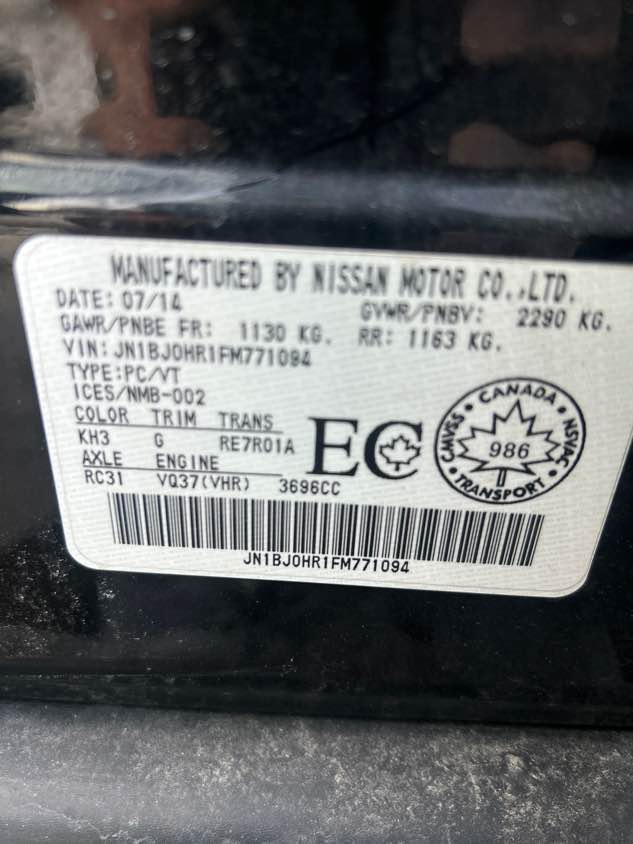 MANUFACTURED BY NISSAN MOTOR CO.,LTD.
DATE: 07/14 GVWR/PNBV: 2290 KG.
GAWR/PNBE FR: 1130 KG. RR: 1163 KG.
VIN: JN1BJ0HR1FM771094
TYPE:PC/VT
ICES/NMB-002
COLOR TRIM TRANS
KH3 G RE7R01A
AXLE ENGINE
RC31 VQ37(VHR) 3696CC
EC
CANADA
CMVSS 986 NSVAC
TRANSPORT
JN1BJ0HR1FM771094